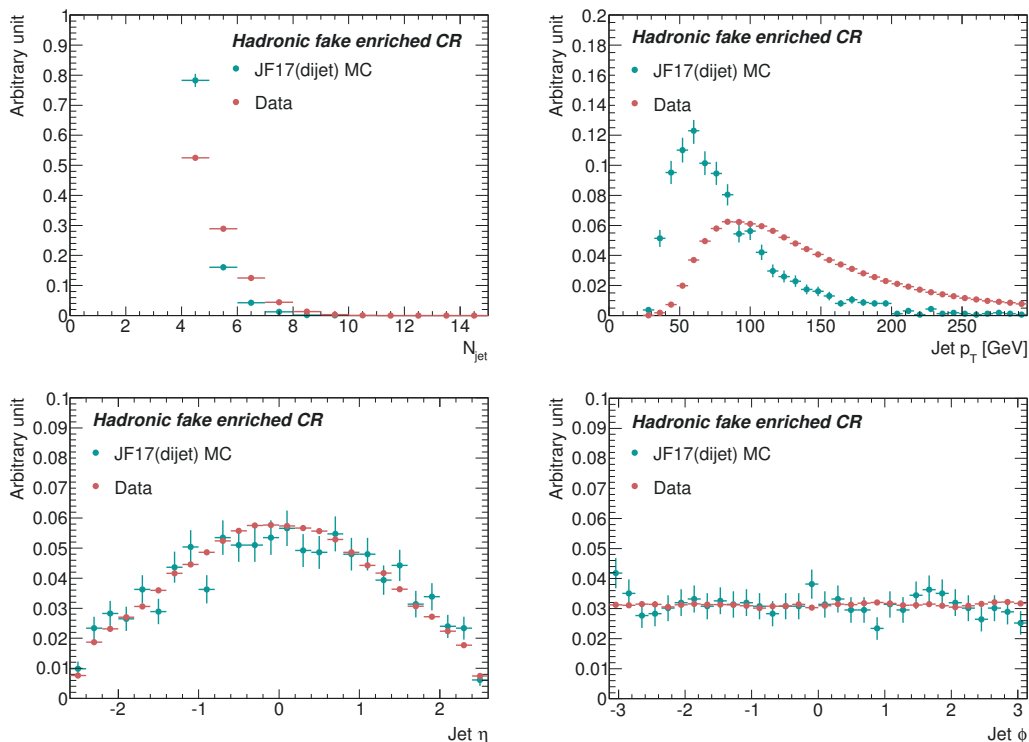 Arbitrary unit
1
0.9
0.8
0.7
0.6
0.5
0.4
0.3
0.2
0.1
0
Hadronic fake enriched CR
JF17(dijet) MC
Data
0 2 4 6 8 10 12 14
N_jet
Arbitrary unit
0.2
0.18
0.16
0.14
0.12
0.1
0.08
0.06
0.04
0.02
0
Hadronic fake enriched CR
JF17(dijet) MC
Data
0 50 100 150 200 250
Jet p_T [GeV]
Arbitrary unit
0.1
0.09
0.08
0.07
0.06
0.05
0.04
0.03
0.02
0.01
0
Hadronic fake enriched CR
JF17(dijet) MC
Data
-2 -1 0 1 2
Jet η
Arbitrary unit
0.1
0.09
0.08
0.07
0.06
0.05
0.04
0.03
0.02
0.01
0
Hadronic fake enriched CR
JF17(dijet) MC
Data
-3 -2 -1 0 1 2 3
Jet ϕ